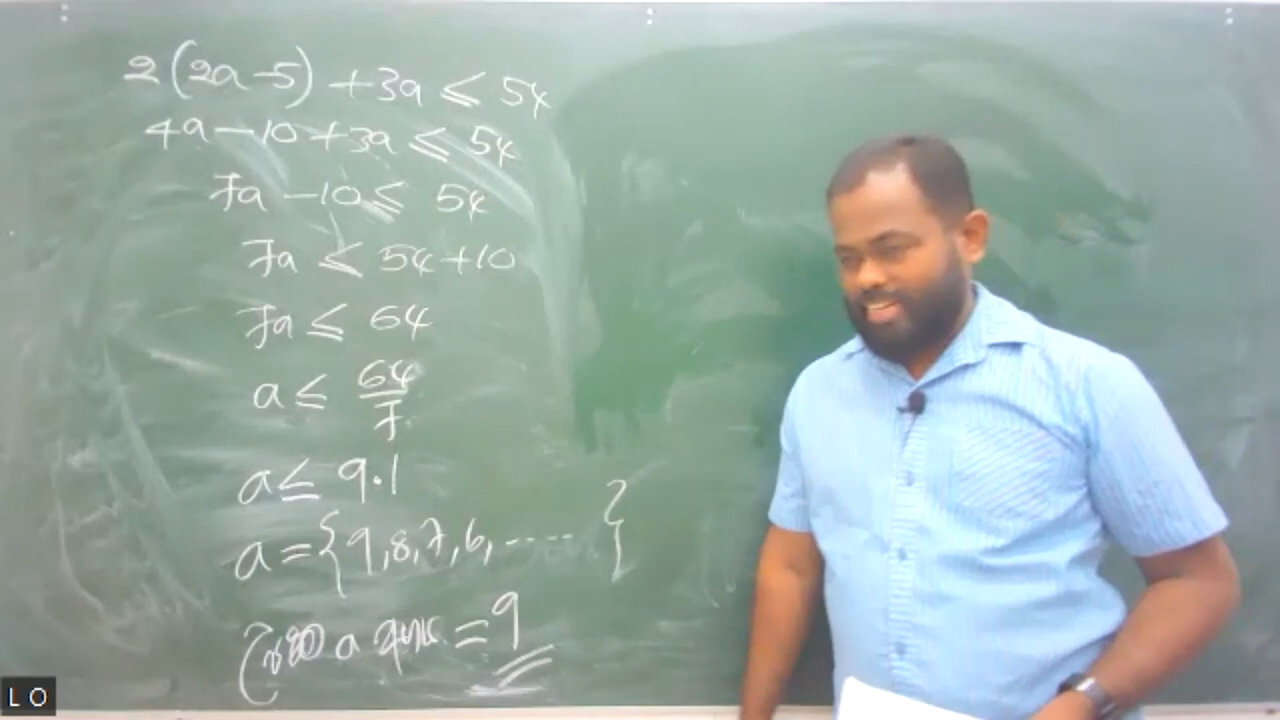 2(2a-5) + 3a ≤ 54
4a - 10 + 3a ≤ 54
7a - 10 ≤ 54
7a ≤ 54 + 10
7a ≤ 64
a ≤ 64/7
a ≤ 9.1
a = {9, 8, 7, 6, ..... }
a = 9
LO